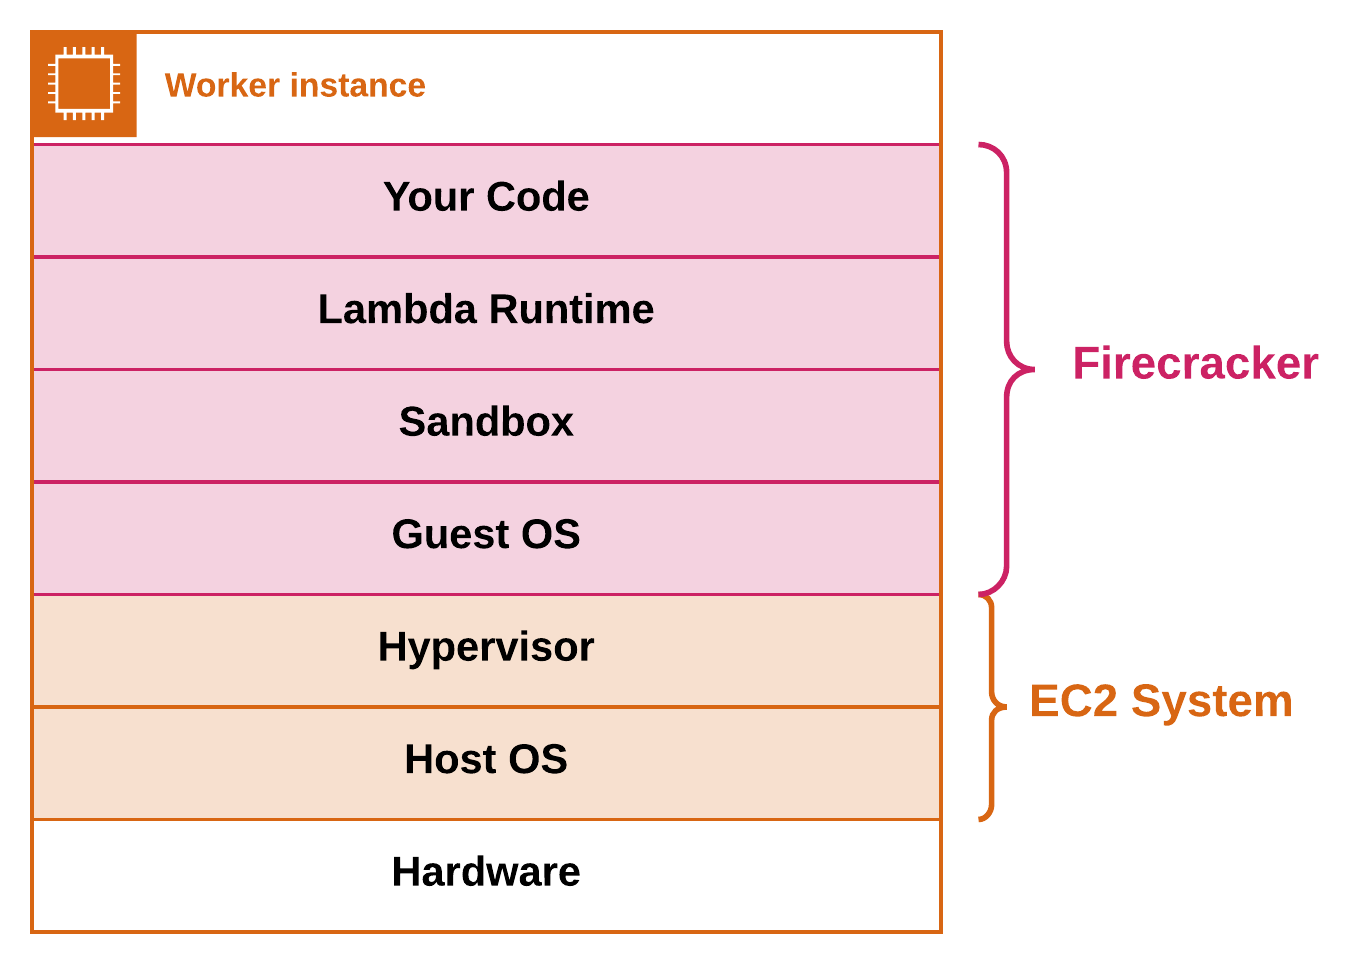 Worker instance
Your Code
Lambda Runtime
Sandbox
Guest OS
Firecracker
Hypervisor
Host OS
EC2 System
Hardware